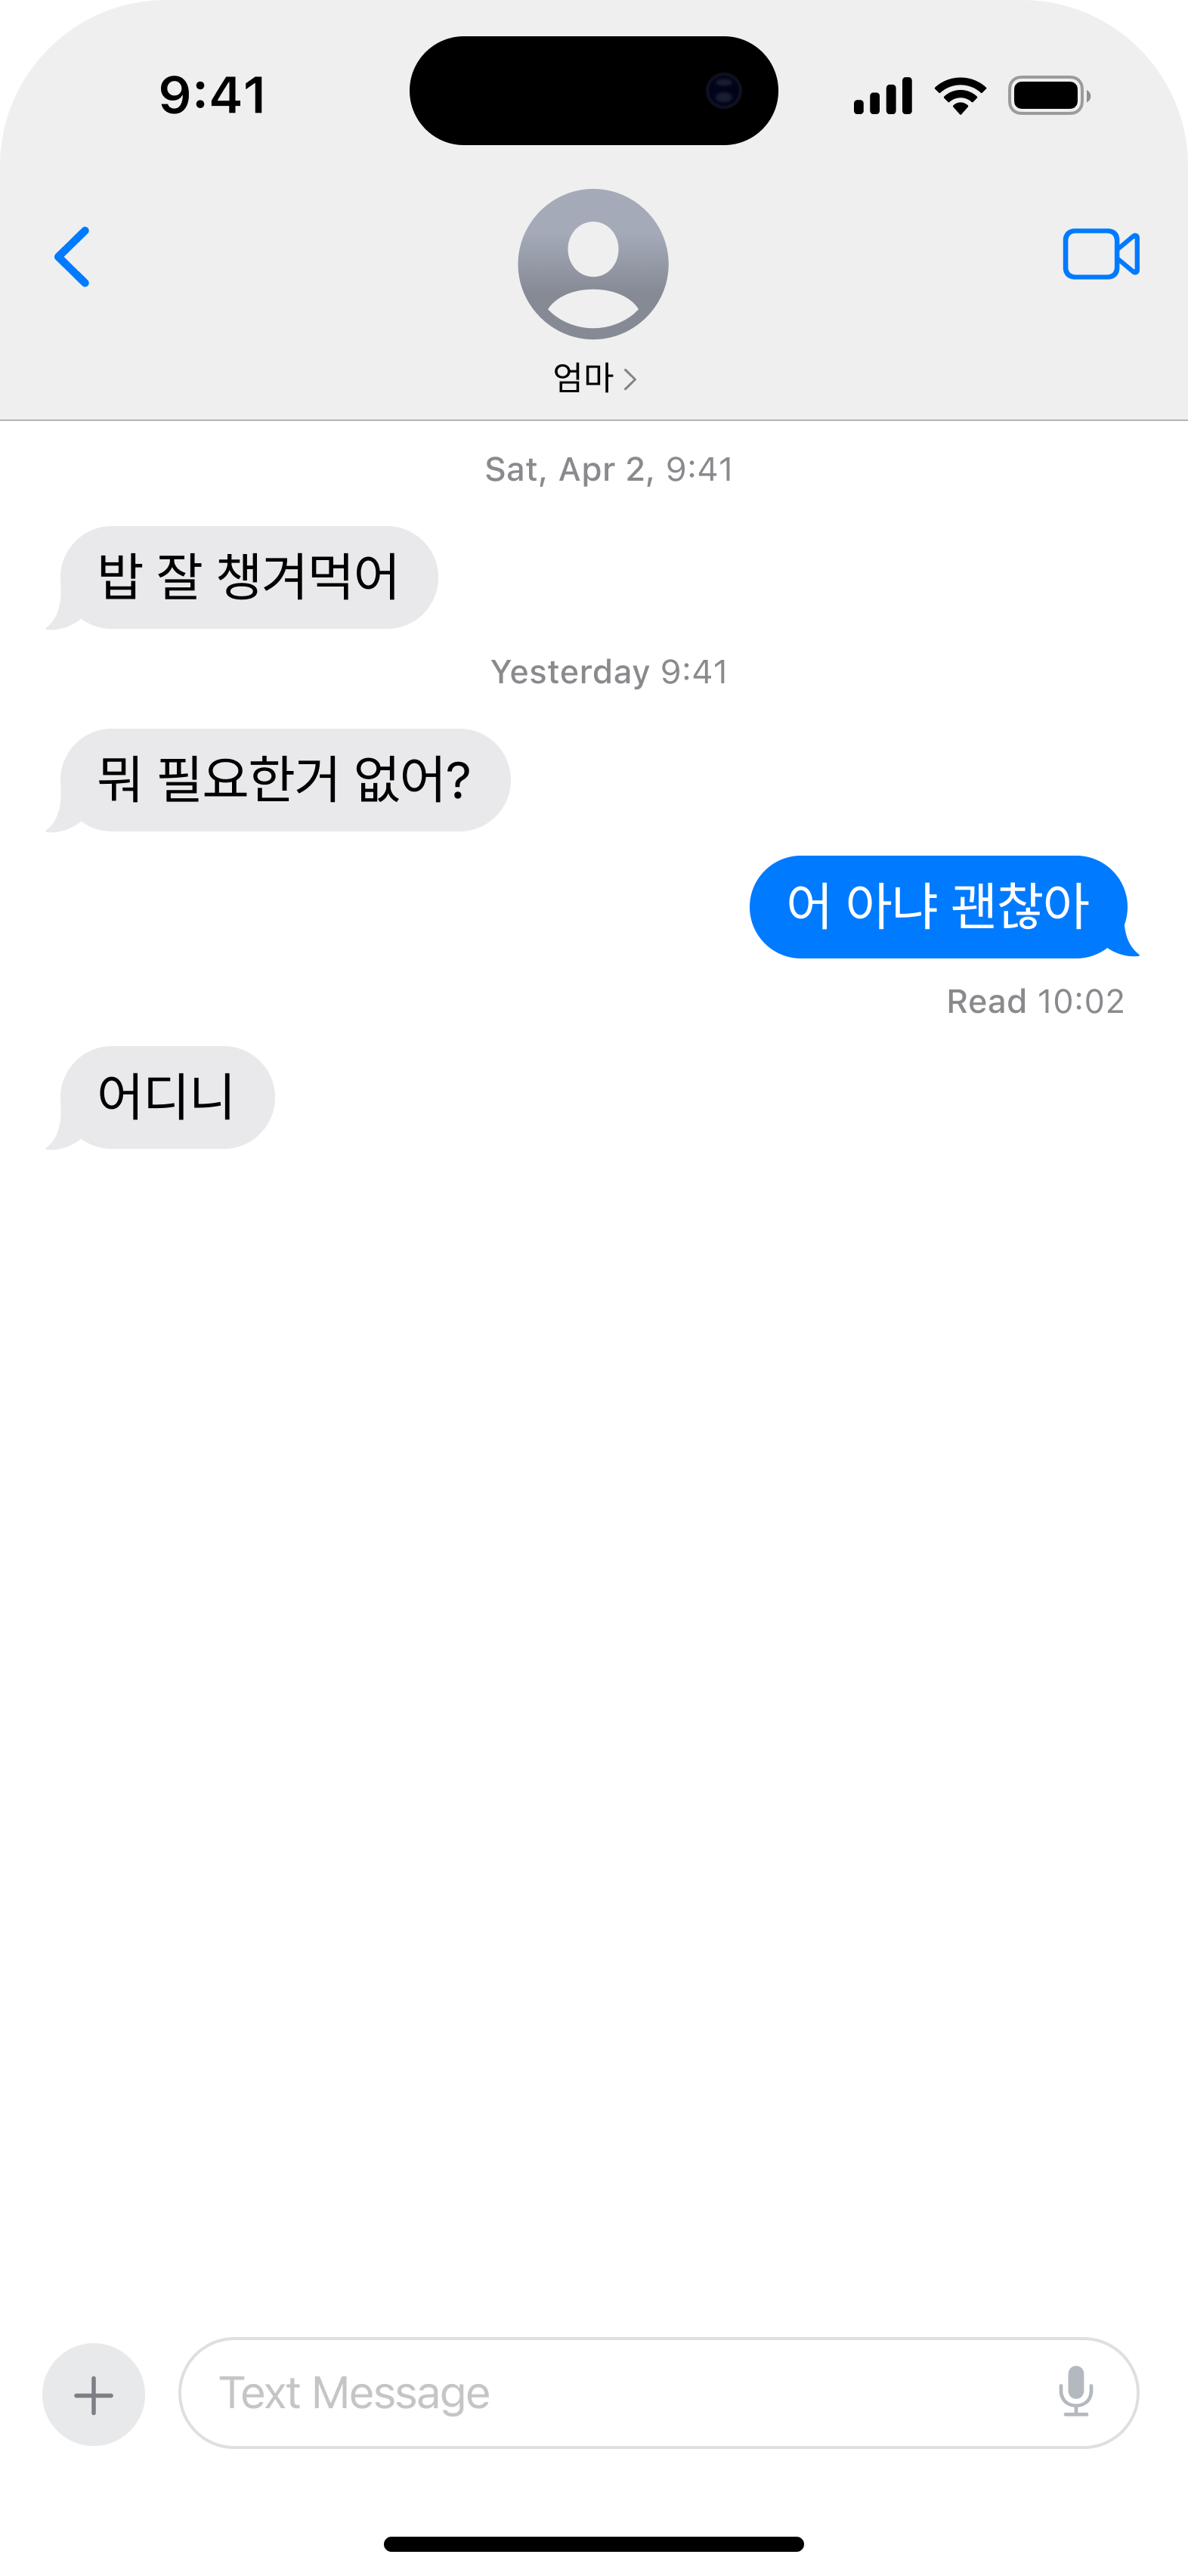 9:41
엄마
Sat, Apr 2, 9:41
밥 잘 챙겨먹어
Yesterday 9:41
뭐 필요한거 없어?
어 아냐 괜찮아
Read 10:02
어디니
Text Message